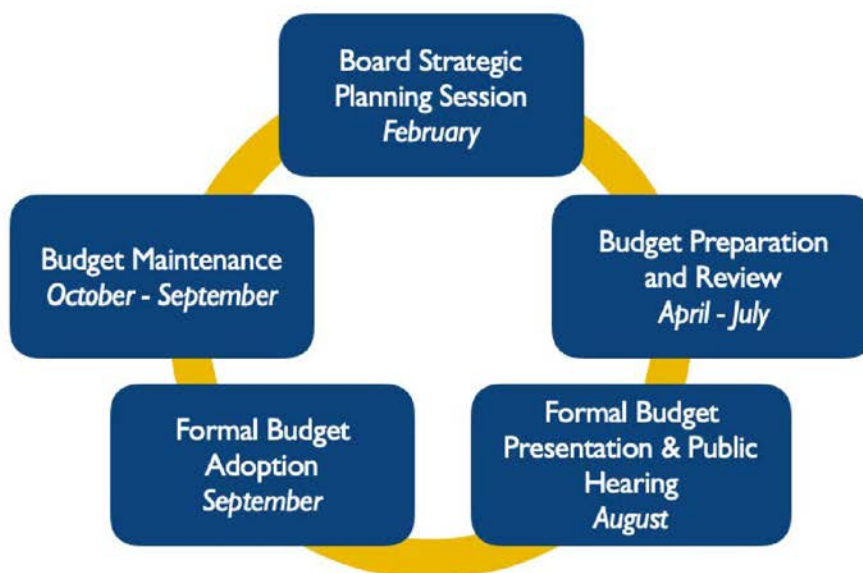 Board Strategic
Planning Session
February
Budget Preparation
and Review
April - July
Formal Budget
Presentation & Public
Hearing
August
Formal Budget
Adoption
September
Budget Maintenance
October - September